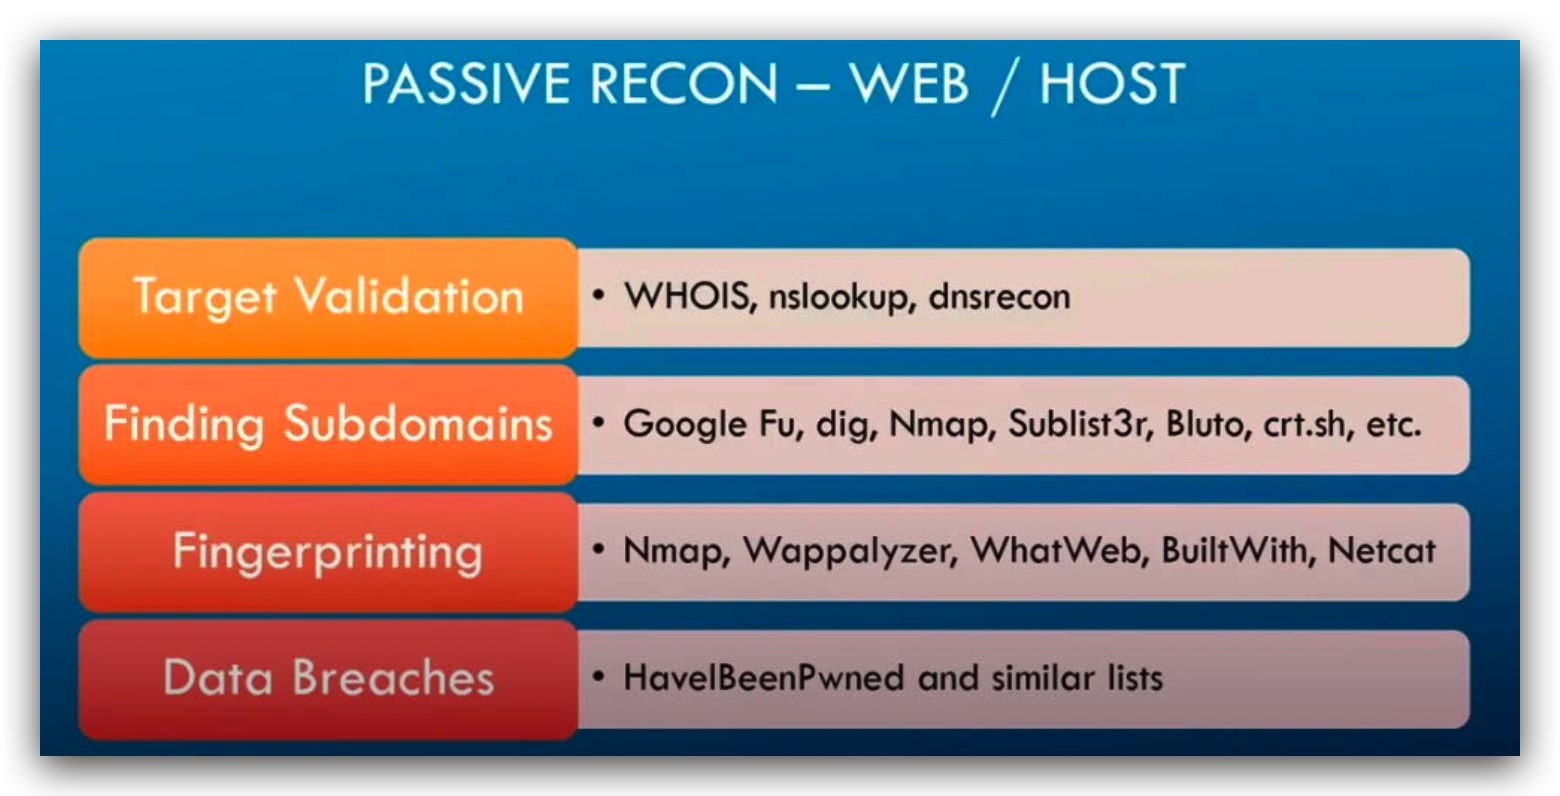 PASSIVE RECON – WEB / HOST
Target Validation
• WHOIS, nslookup, dnsrecon
Finding Subdomains
• Google Fu, dig, Nmap, Sublist3r, Bluto, crt.sh, etc.
Fingerprinting
• Nmap, Wappalyzer, WhatWeb, BuiltWith, Netcat
Data Breaches
• HaveIBeenPwned and similar lists